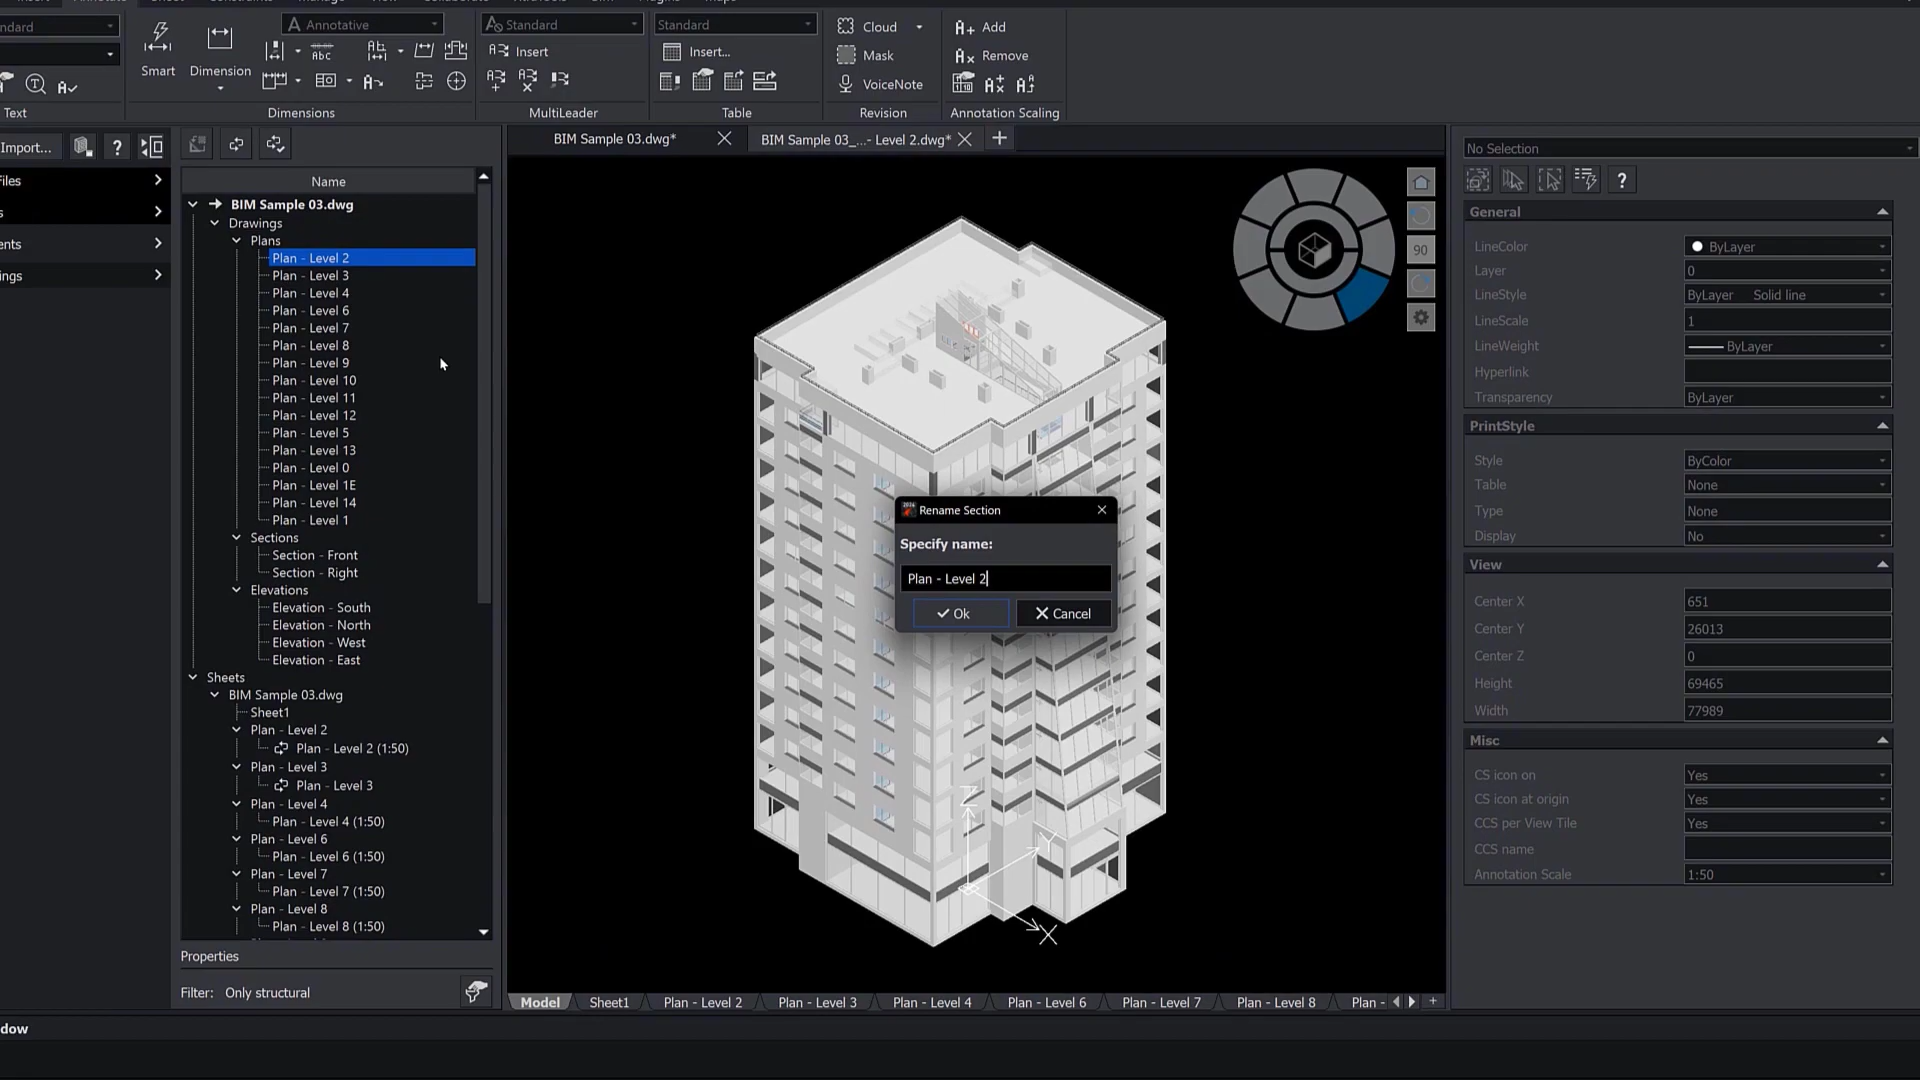 Insert
Annotate
Sheet
Constraints
Manage
View
Collaborate
Plugins
ndard
Annotative
Standard
Standard
Cloud
Add
Smart
Dimension
Insert
Insert...
Mask
Remove
VoiceNote
Text
Dimensions
MultiLeader
Table
Revision
Annotation Scaling
Import...
BIM Sample 03.dwg*
BIM Sample 03_...- Level 2.dwg*
No Selection
Files
s
ents
ings
Name
BIM Sample 03.dwg
Drawings
Plans
Plan - Level 2
Plan - Level 3
Plan - Level 4
Plan - Level 6
Plan - Level 7
Plan - Level 8
Plan - Level 9
Plan - Level 10
Plan - Level 11
Plan - Level 12
Plan - Level 5
Plan - Level 13
Plan - Level 0
Plan - Level 1E
Plan - Level 14
Plan - Level 1
Sections
Section - Front
Section - Right
Elevations
Elevation - South
Elevation - North
Elevation - West
Elevation - East
Sheets
BIM Sample 03.dwg
Sheet1
Plan - Level 2
Plan - Level 2 (1:50)
Plan - Level 3
Plan - Level 3
Plan - Level 4
Plan - Level 4 (1:50)
Plan - Level 6
Plan - Level 6 (1:50)
Plan - Level 7
Plan - Level 7 (1:50)
Plan - Level 8
Plan - Level 8 (1:50)
Properties
Filter: Only structural
90
Rename Section
Specify name:
Plan - Level 2
Ok
Cancel
Z
Y
X
General
LineColor ByLayer
Layer 0
LineStyle ByLayer Solid line
LineScale 1
LineWeight ByLayer
Hyperlink
Transparency ByLayer
PrintStyle
Style ByColor
Table None
Type None
Display No
View
Center X 651
Center Y 26013
Center Z 0
Height 69465
Width 77989
Misc
CS icon on Yes
CS icon at origin Yes
CCS per View Tile Yes
CCS name
Annotation Scale 1:50
Model
Sheet1
Plan - Level 2
Plan - Level 3
Plan - Level 4
Plan - Level 6
Plan - Level 7
Plan - Level 8
Plan -
dow